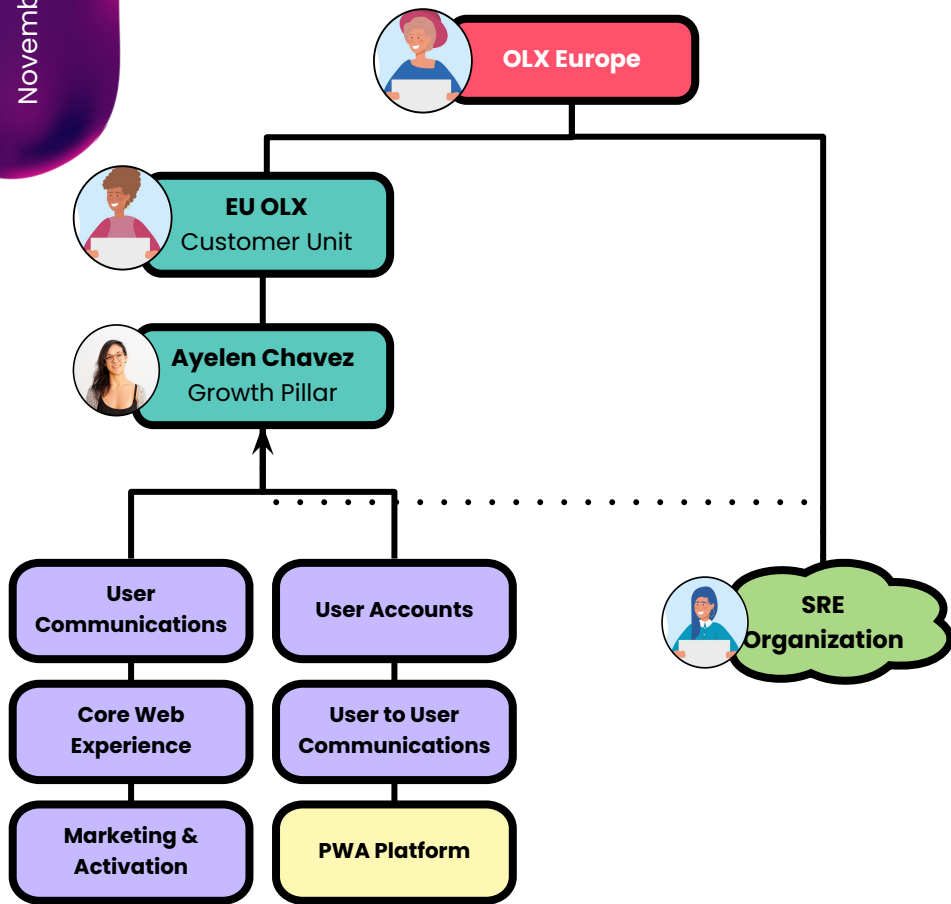 OLX Europe
EU OLX
Customer Unit
Ayelen Chavez
Growth Pillar
User
Communications
User Accounts
SRE
Organization
Core Web
Experience
User to User
Communications
Marketing &
Activation
PWA Platform